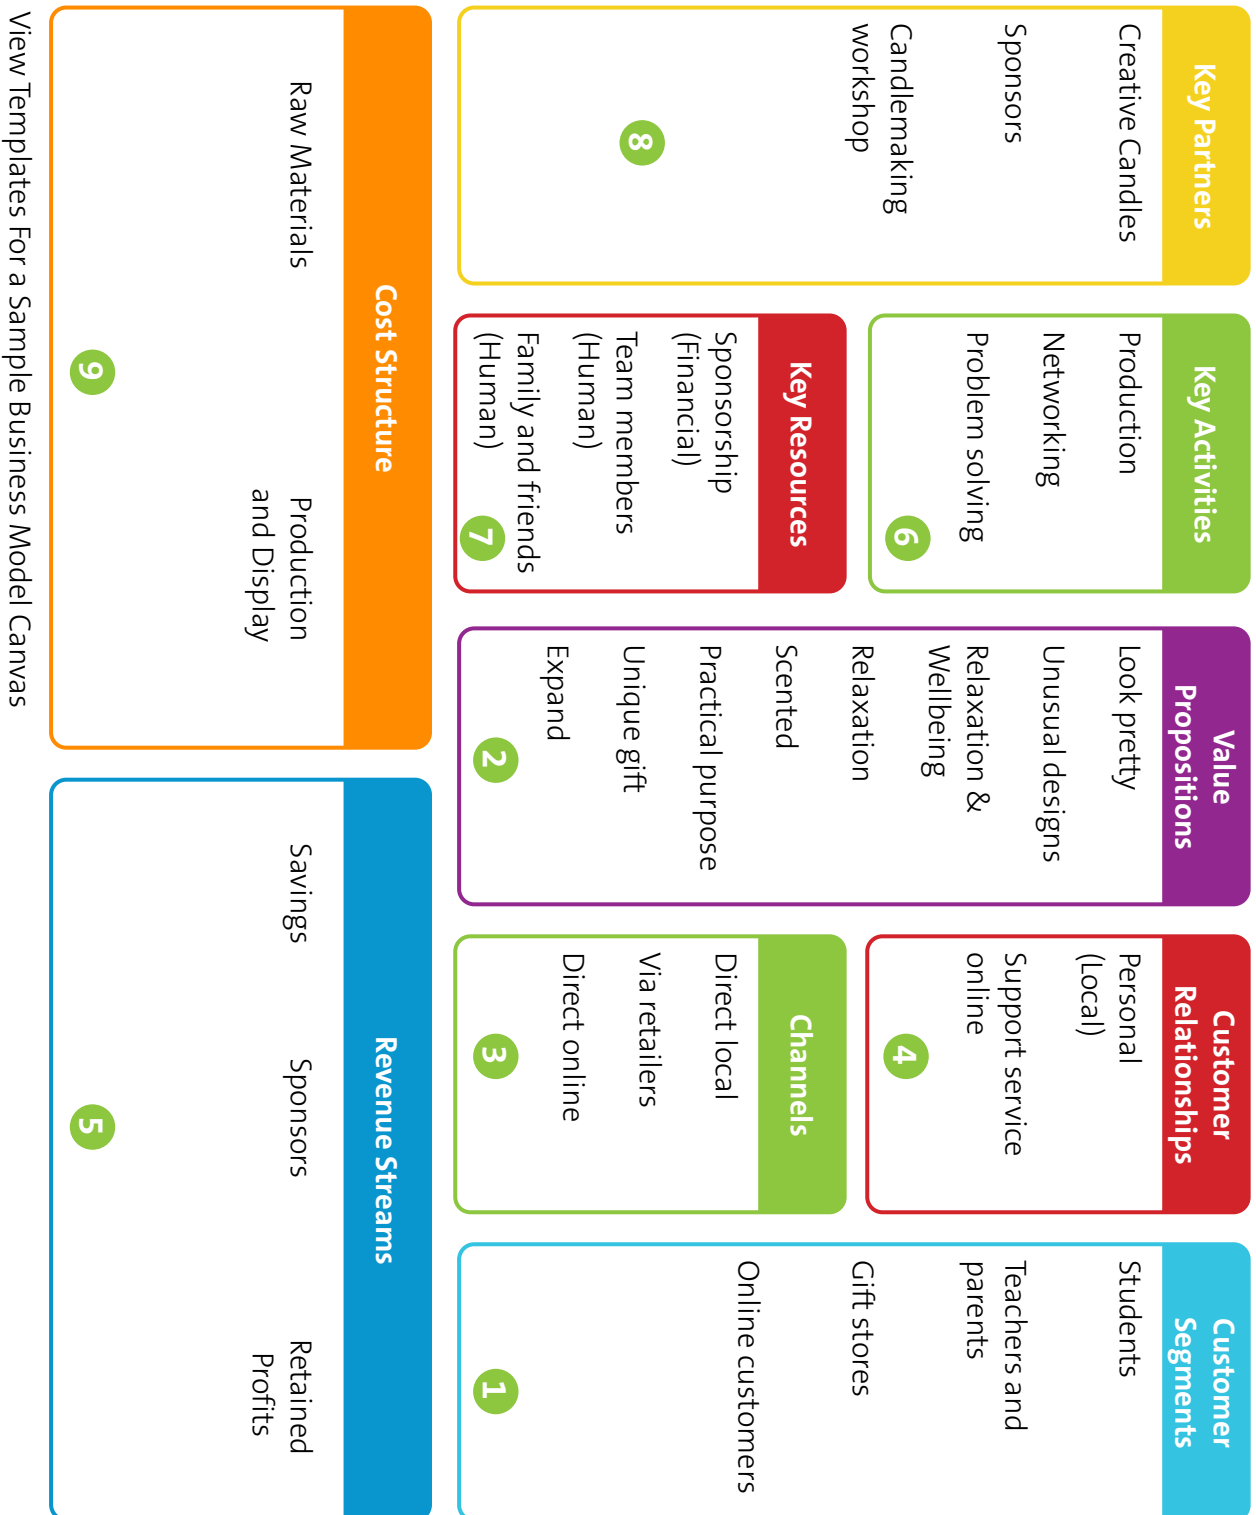 Key Partners
Creative Candles
Sponsors
Candlemaking
workshop
8
Key Activities
Production
Networking
Problem solving
6
Key Resources
Sponsorship
(Financial)
Team members
(Human)
Family and friends
(Human)
7
Value
Propositions
Look pretty
Unusual designs
Relaxation &
Wellbeing
Relaxation
Scented
Practical purpose
Unique gift
Expand
2
Customer
Relationships
Personal
(Local)
Support service
online
4
Channels
Direct local
Via retailers
Direct online
3
Customer
Segments
Students
Teachers and
parents
Gift stores
Online customers
1
Cost Structure
Raw Materials
Production
and Display
9
Revenue Streams
Savings
Sponsors
Retained
Profits
5
View Templates For a Sample Business Model Canvas